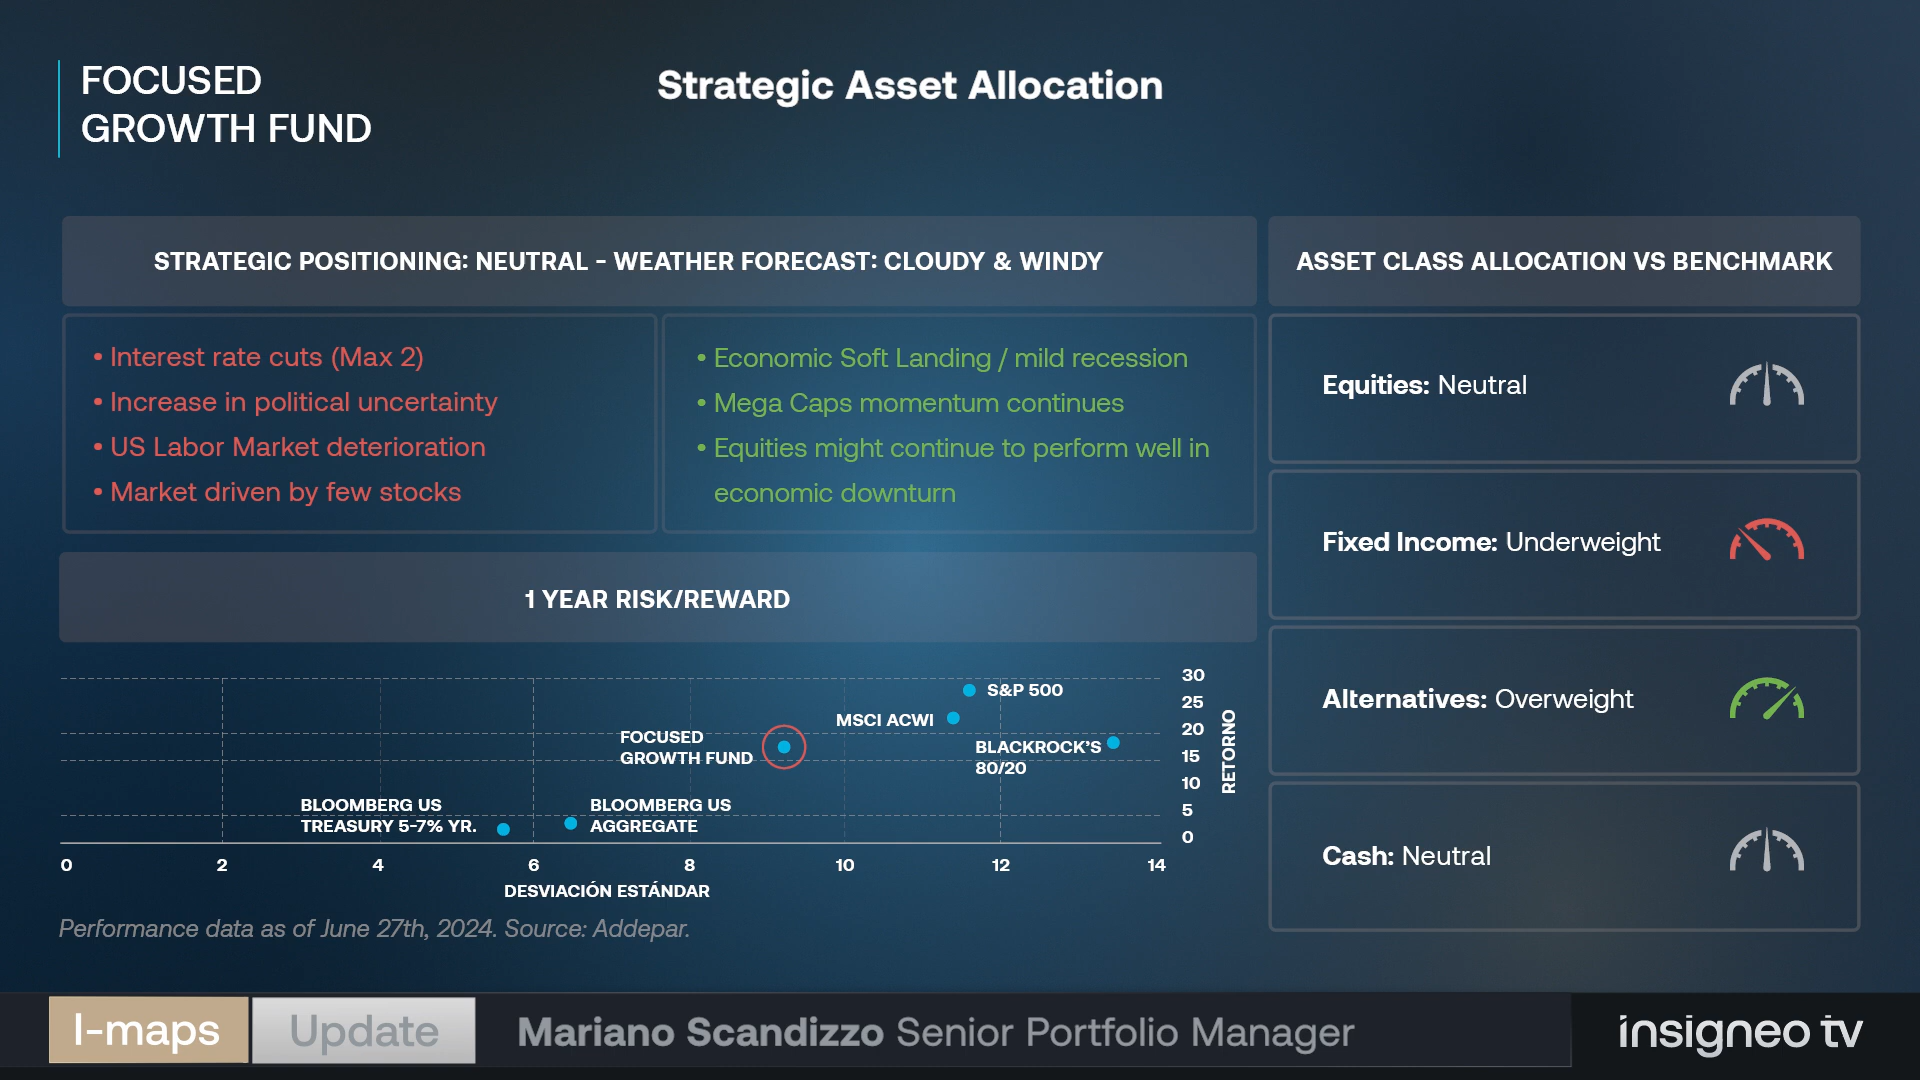 FOCUSED
GROWTH FUND
Strategic Asset Allocation
STRATEGIC POSITIONING: NEUTRAL - WEATHER FORECAST: CLOUDY & WINDY
• Interest rate cuts (Max 2)
• Increase in political uncertainty
• US Labor Market deterioration
• Market driven by few stocks
• Economic Soft Landing / mild recession
• Mega Caps momentum continues
• Equities might continue to perform well in
economic downturn
1 YEAR RISK/REWARD
S&P 500
MSCI ACWI
FOCUSED
GROWTH FUND
BLACKROCK'S
80/20
BLOOMBERG US
TREASURY 5-7% YR.
BLOOMBERG US
AGGREGATE
30
25
20
15
10
5
0
RETORNO
0 2 4 6 8 10 12 14
DESVIACIÓN ESTÁNDAR
Performance data as of June 27th, 2024. Source: Addepar.
ASSET CLASS ALLOCATION VS BENCHMARK
Equities: Neutral
Fixed Income: Underweight
Alternatives: Overweight
Cash: Neutral
I-maps
Update
Mariano Scandizzo Senior Portfolio Manager
insigneo tv